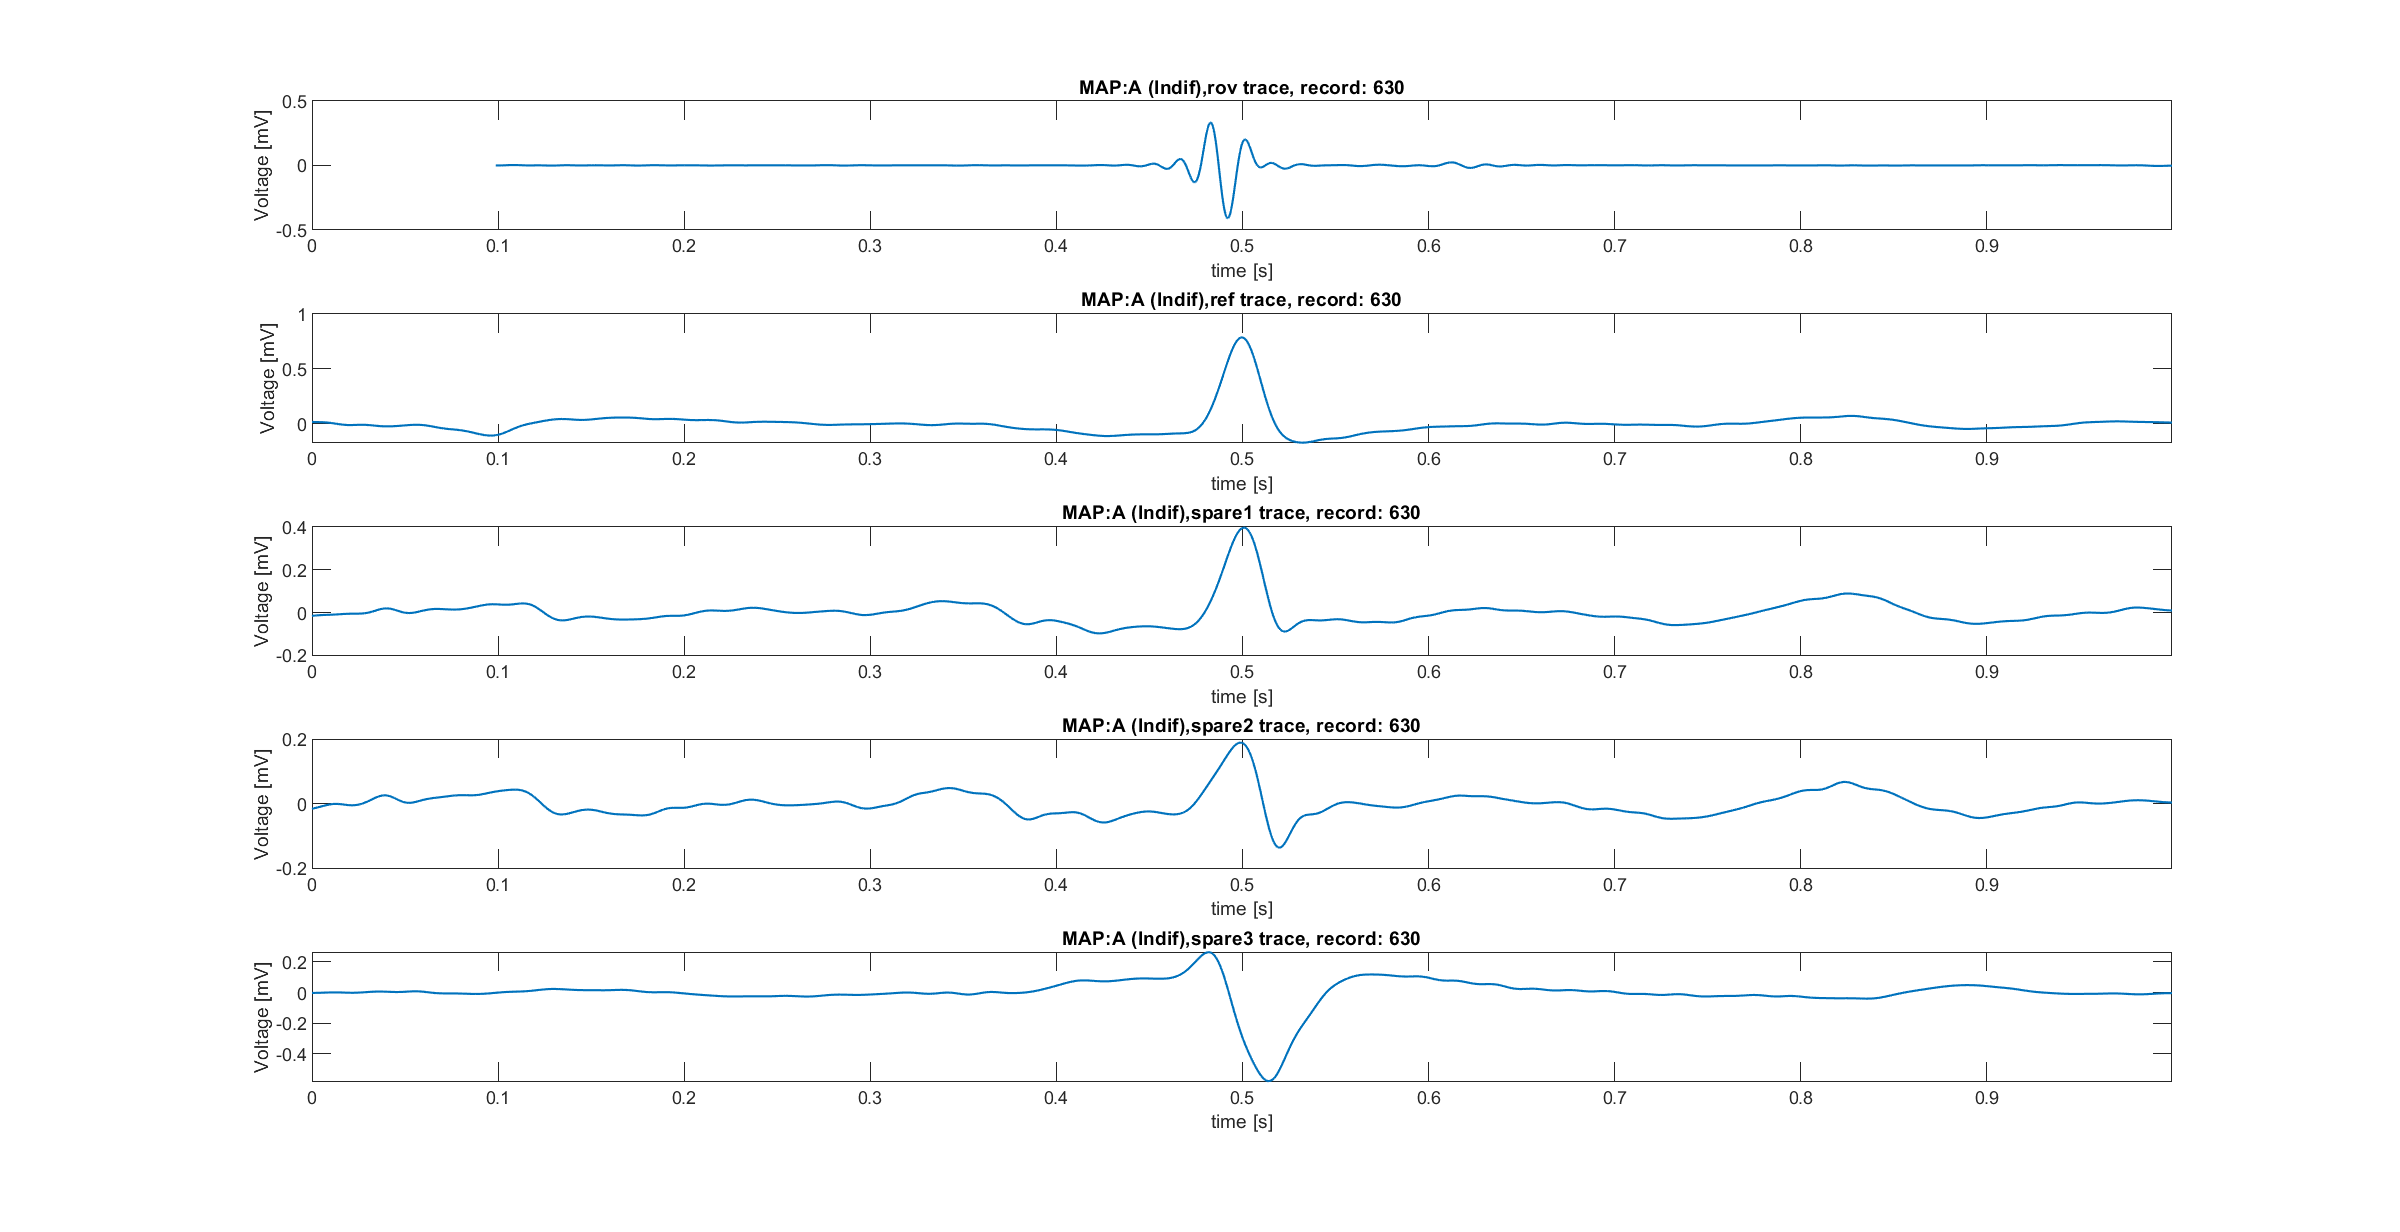 MAP:A (Indif),rov trace, record: 630
Voltage [mV]
0.5
0
-0.5
0 0.1 0.2 0.3 0.4 0.5 0.6 0.7 0.8 0.9
time [s]
MAP:A (Indif),ref trace, record: 630
Voltage [mV]
1
0.5
0
0 0.1 0.2 0.3 0.4 0.5 0.6 0.7 0.8 0.9
time [s]
MAP:A (Indif),spare1 trace, record: 630
Voltage [mV]
0.4
0.2
0
-0.2
0 0.1 0.2 0.3 0.4 0.5 0.6 0.7 0.8 0.9
time [s]
MAP:A (Indif),spare2 trace, record: 630
Voltage [mV]
0.2
0
-0.2
0 0.1 0.2 0.3 0.4 0.5 0.6 0.7 0.8 0.9
time [s]
MAP:A (Indif),spare3 trace, record: 630
Voltage [mV]
0.2
0
-0.2
-0.4
0 0.1 0.2 0.3 0.4 0.5 0.6 0.7 0.8 0.9
time [s]